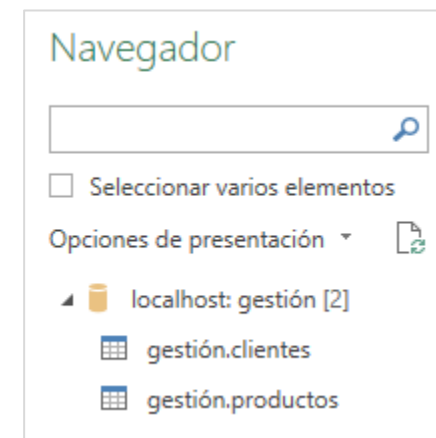 Navegador
Seleccionar varios elementos
Opciones de presentación
localhost: gestión [2]
gestión.clientes
gestión.productos